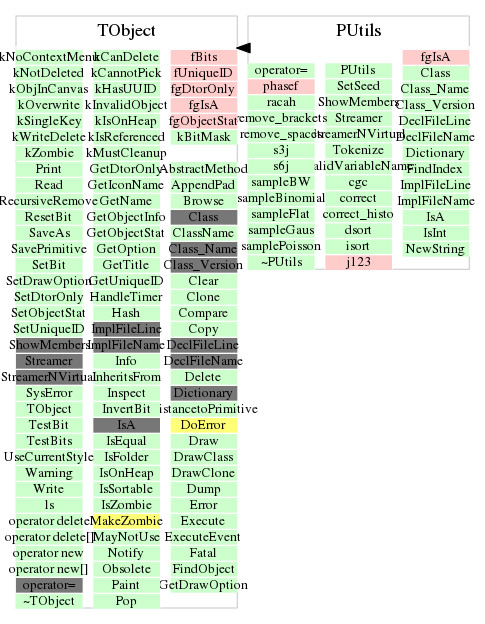 TObject
kNoContextMenu kCanDelete fBits
kNotDeleted kCannotPick fUniqueID
kObjInCanvas kHasUUID fgDtorOnly
kOverwrite kInvalidObject fgIsA
kSingleKey kIsOnHeap fgObjectStat
kWriteDelete kIsReferenced kBitMask
kZombie kMustCleanup
Print GetDtorOnly AbstractMethod
Read GetIconName AppendPad
RecursiveRemove GetName Browse
ResetBit GetObjectInfo Class
SaveAs GetObjectStat ClassName
SavePrimitive GetOption Class_Name
SetBit GetTitle Class_Version
SetDrawOption GetUniqueID Clear
SetDtorOnly HandleTimer Clone
SetObjectStat Hash Compare
SetUniqueID ImplFileLine Copy
ShowMembers ImplFileName DeclFileLine
Streamer Info DeclFileName
StreamerNVirtual InheritsFrom Delete
SysError Inspect Dictionary
TObject InvertBit istancetoPrimitive
TestBit IsA DoError
TestBits IsEqual Draw
UseCurrentStyle IsFolder DrawClass
Warning IsOnHeap DrawClone
Write IsSortable Dump
ls IsZombie Error
operator delete MakeZombie Execute
operator delete[] MayNotUse ExecuteEvent
operator new Notify Fatal
operator new[] Obsolete FindObject
operator= Paint GetDrawOption
~TObject Pop
PUtils
fgIsA
operator= PUtils Class
phasef SetSeed Class_Name
racah ShowMembers Class_Version
remove_brackets Streamer DeclFileLine
remove_spaces treamerNVirtual DeclFileName
s3j Tokenize Dictionary
s6j alidVariableName FindIndex
sampleBW cgc ImplFileLine
sampleBinomial correct ImplFileName
sampleFlat correct_histo IsA
sampleGaus dsort IsInt
samplePoisson isort NewString
~PUtils j123